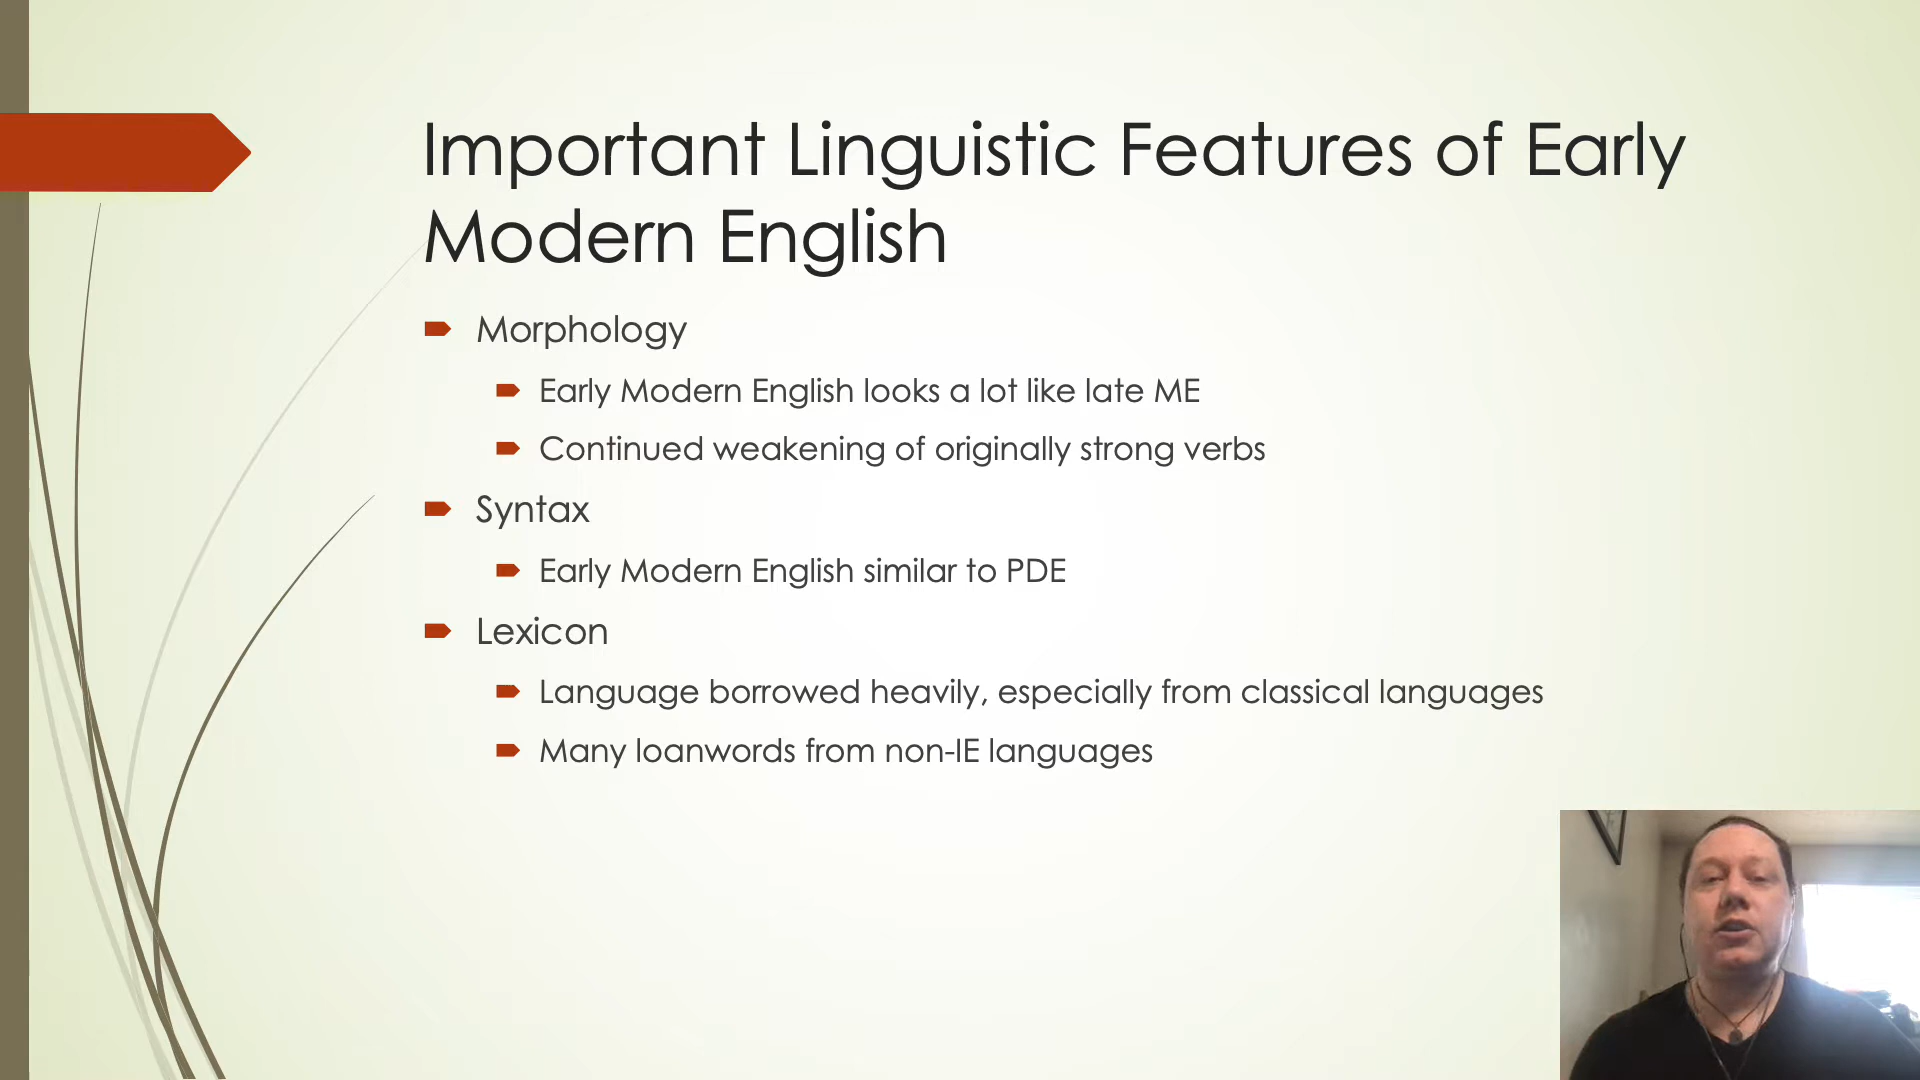 Important Linguistic Features of Early
Modern English
Morphology
Early Modern English looks a lot like late ME
Continued weakening of originally strong verbs
Syntax
Early Modern English similar to PDE
Lexicon
Language borrowed heavily, especially from classical languages
Many loanwords from non-IE languages